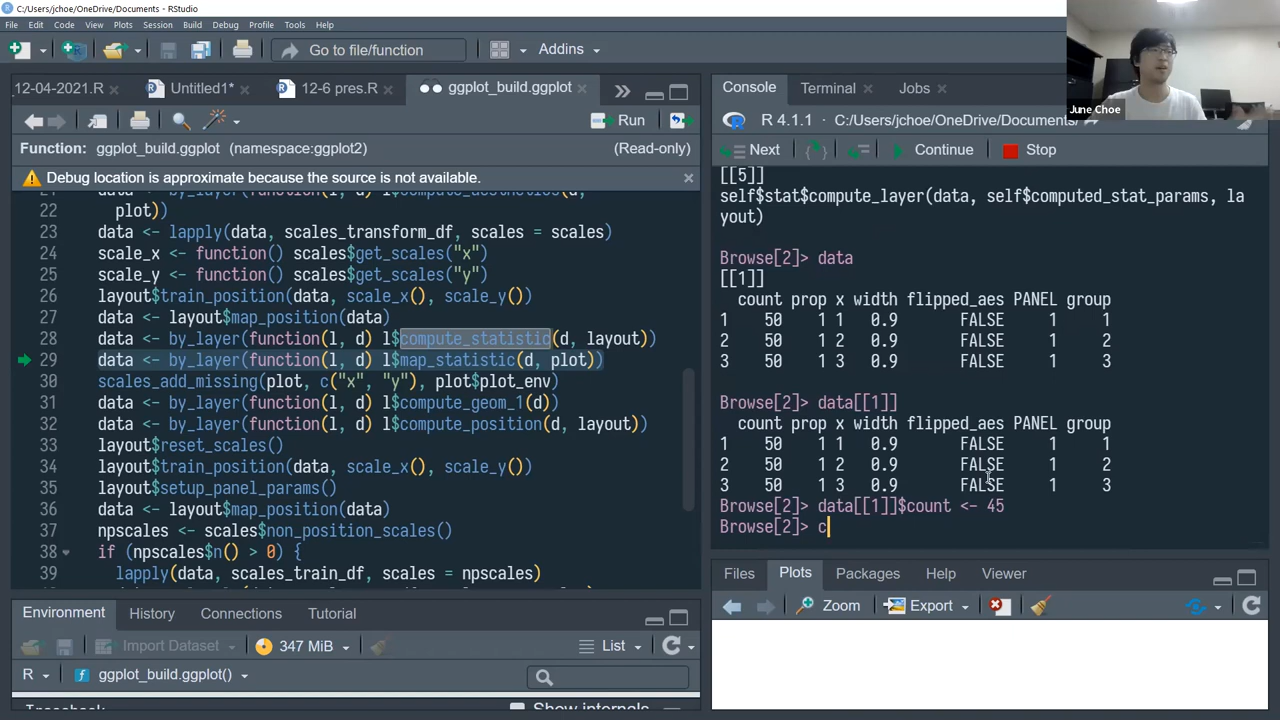 C:/Users/jchoe/OneDrive/Documents - RStudio
File Edit Code View Plots Session Build Debug Profile Tools Help
Go to file/function
Addins
12-04-2021.R
Untitled1*
12-6 pres.R
ggplot_build.ggplot
Run
Function: ggplot_build.ggplot (namespace:ggplot2)
(Read-only)
Debug location is approximate because the source is not available.
22 plot))
23 data <- lapply(data, scales_transform_df, scales = scales)
24 scale_x <- function() scales$get_scales("x")
25 scale_y <- function() scales$get_scales("y")
26 layout$train_position(data, scale_x(), scale_y())
27 data <- layout$map_position(data)
28 data <- by_layer(function(l, d) l$compute_statistic(d, layout))
29 data <- by_layer(function(l, d) l$map_statistic(d, plot))
30 scales_add_missing(plot, c("x", "y"), plot$plot_env)
31 data <- by_layer(function(l, d) l$compute_geom_1(d))
32 data <- by_layer(function(l, d) l$compute_position(d, layout))
33 layout$reset_scales()
34 layout$train_position(data, scale_x(), scale_y())
35 layout$setup_panel_params()
36 data <- layout$map_position(data)
37 npscales <- scales$non_position_scales()
38 if (npscales$n() > 0) {
39 lapply(data, scales_train_df, scales = npscales)
Environment History Connections Tutorial
Import Dataset
347 MiB
List
R
ggplot_build.ggplot()
Show internals
Console Terminal Jobs
R 4.1.1 · C:/Users/jchoe/OneDrive/Documents/
Next
Continue
Stop
[[5]]
self$stat$compute_layer(data, self$computed_stat_params, la
yout)
Browse[2]> data
[[1]]
count prop x width flipped_aes PANEL group
1 50 1 1 0.9 FALSE 1 1
2 50 1 2 0.9 FALSE 1 2
3 50 1 3 0.9 FALSE 1 3
Browse[2]> data[[1]]
count prop x width flipped_aes PANEL group
1 50 1 1 0.9 FALSE 1 1
2 50 1 2 0.9 FALSE 1 2
3 50 1 3 0.9 FALSE 1 3
Browse[2]> data[[1]]$count <- 45
Browse[2]> c
Files Plots Packages Help Viewer
Zoom
Export
June Choe